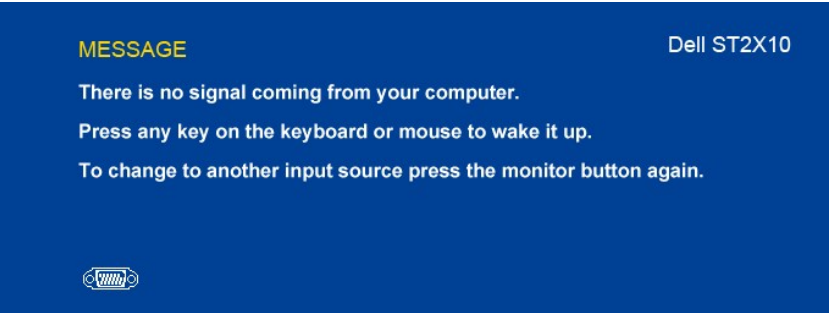 MESSAGE
Dell ST2X10
There is no signal coming from your computer.
Press any key on the keyboard or mouse to wake it up.
To change to another input source press the monitor button again.